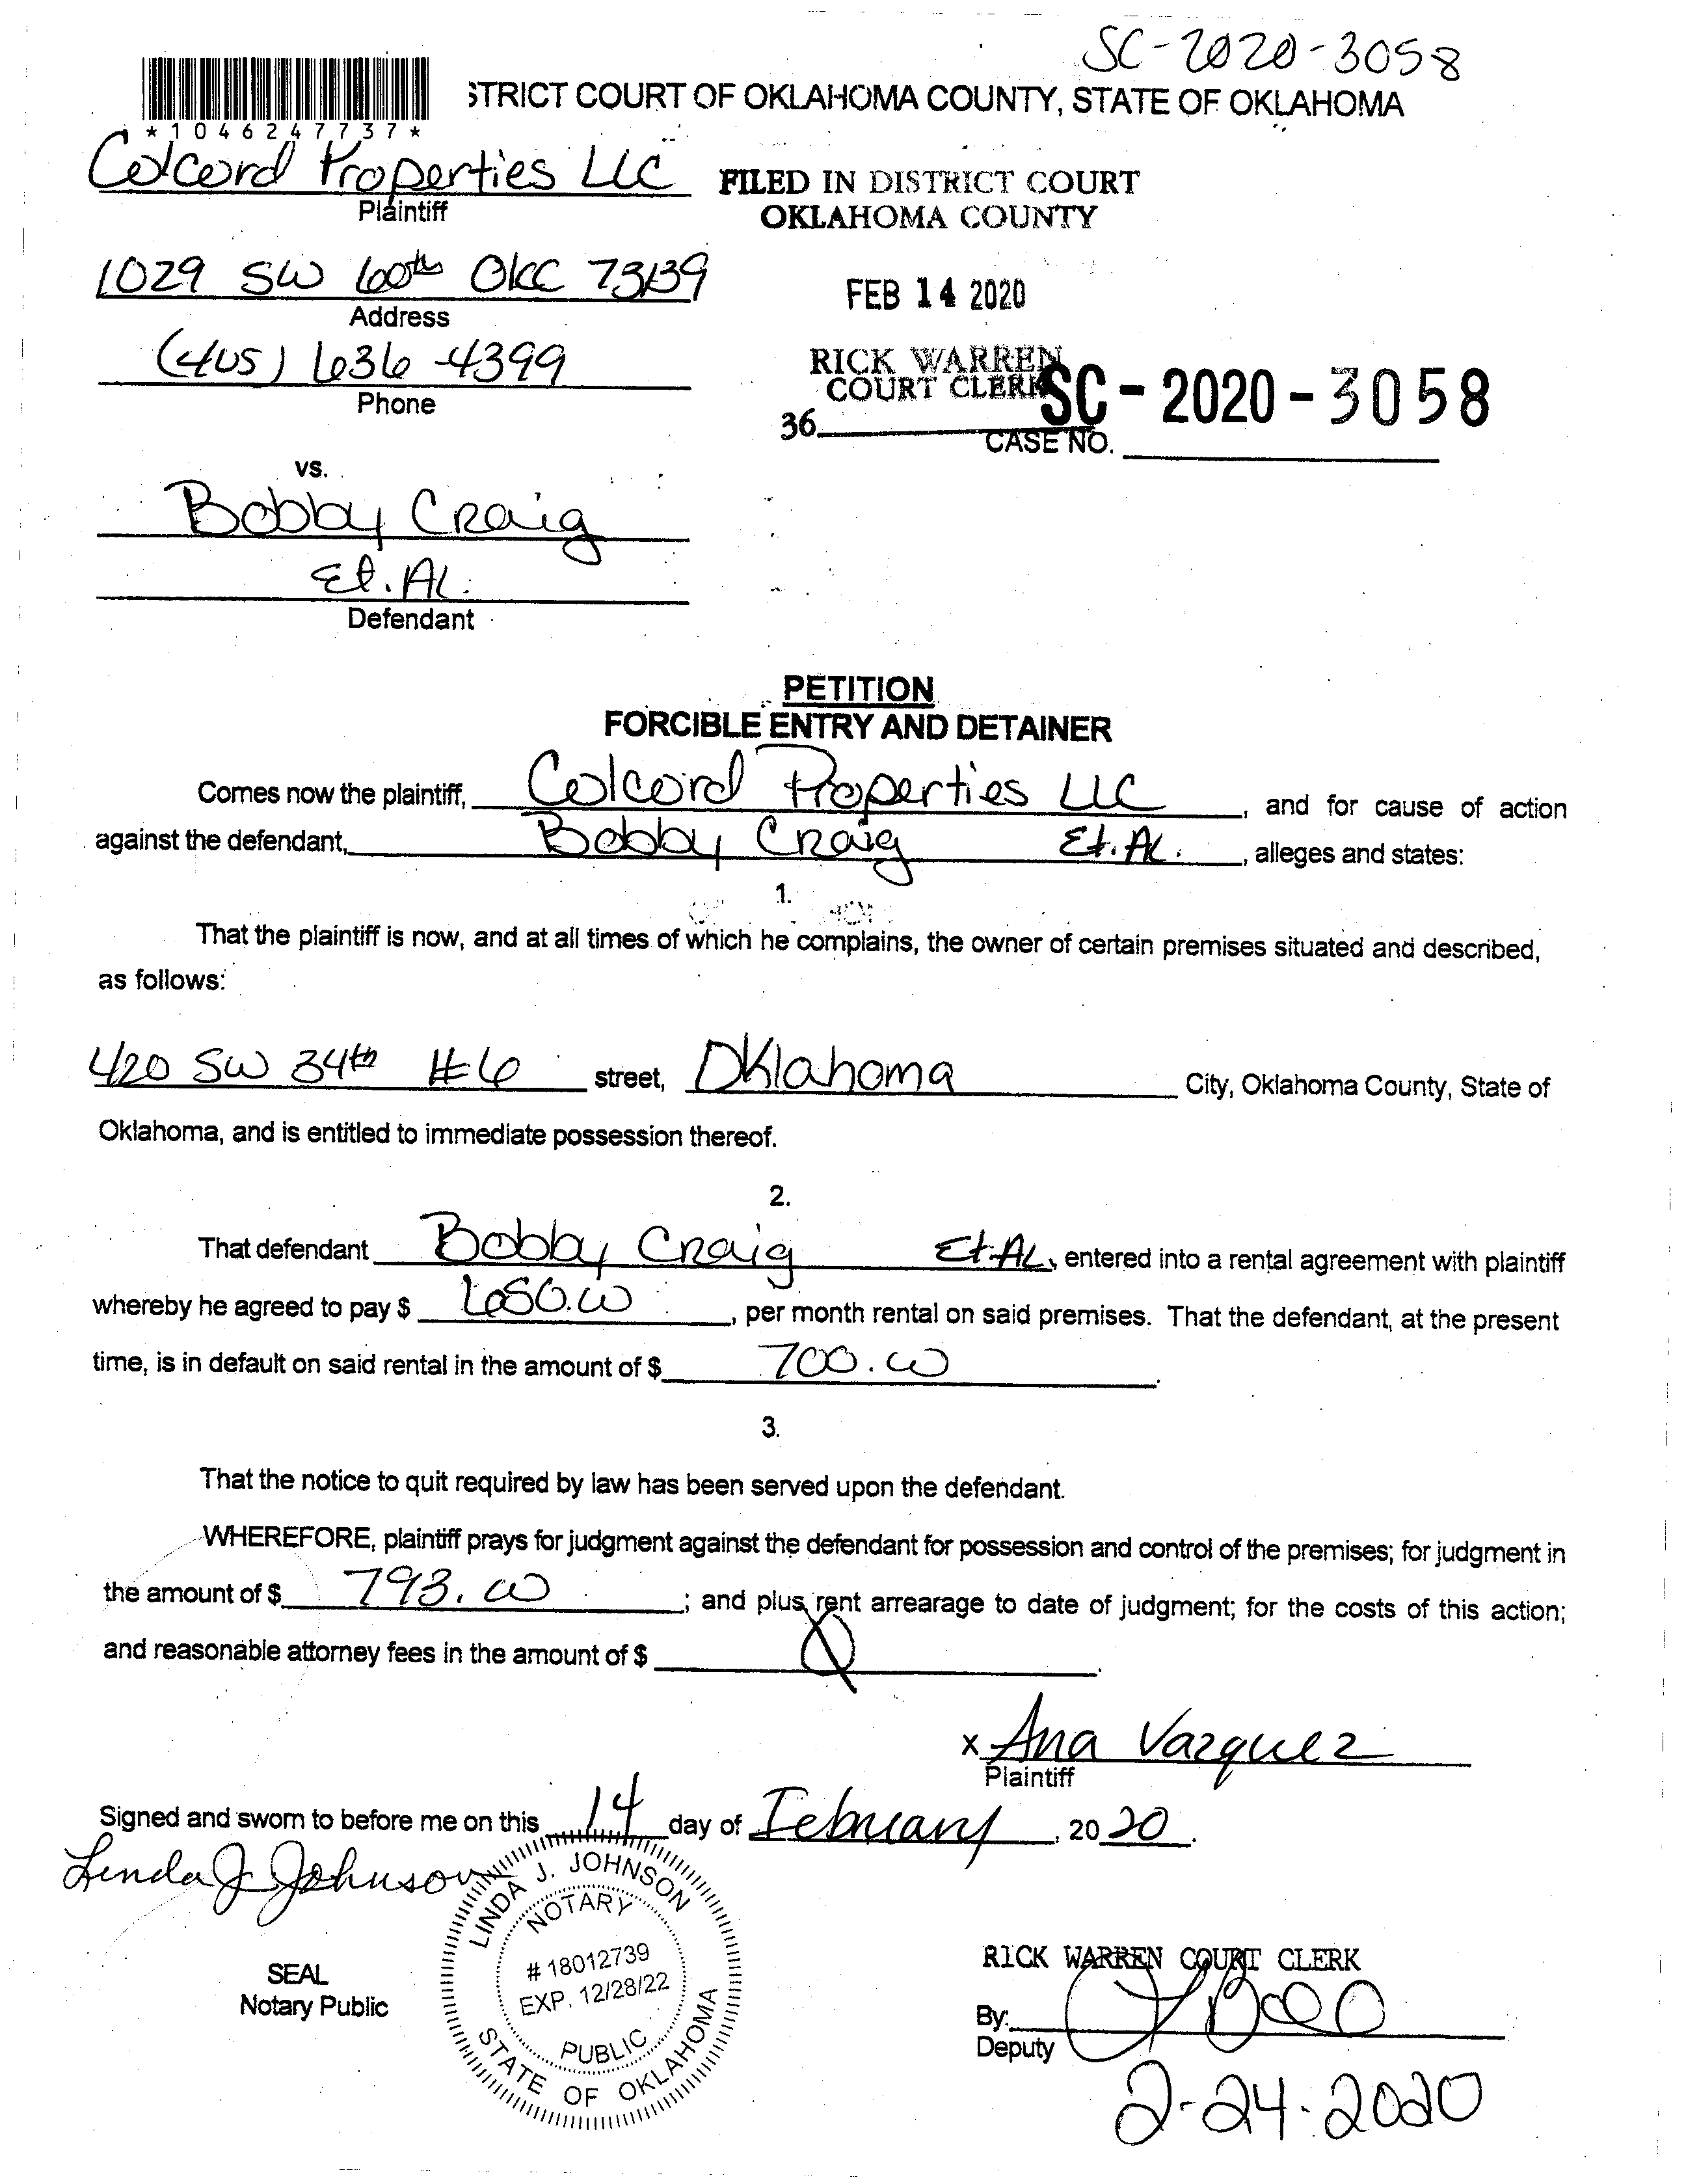 SC-2020-3058
STRICT COURT OF OKLAHOMA COUNTY, STATE OF OKLAHOMA
*1046247737*
Colcord Properties LLC
Plaintiff
FILED IN DISTRICT COURT
OKLAHOMA COUNTY
1029 SW 60th OKC 73139
Address
FEB 14 2020
(405) 636-4399
Phone
RICK WARREN
COURT CLERK
SC-2020-3058
36
CASE NO.
vs.
Bobby Craig
Et. Al.
Defendant
PETITION
FORCIBLE ENTRY AND DETAINER
Comes now the plaintiff, Colcord Properties LLC, and for cause of action
against the defendant, Bobby Craig Et. Al., alleges and states:
1.
That the plaintiff is now, and at all times of which he complains, the owner of certain premises situated and described,
as follows:
420 SW 34th #6 street, Oklahoma City, Oklahoma County, State of
Oklahoma, and is entitled to immediate possession thereof.
2.
That defendant Bobby Craig Et. AL, entered into a rental agreement with plaintiff
whereby he agreed to pay $ 650.00, per month rental on said premises. That the defendant, at the present
time, is in default on said rental in the amount of $ 700.00.
3.
That the notice to quit required by law has been served upon the defendant.
WHEREFORE, plaintiff prays for judgment against the defendant for possession and control of the premises; for judgment in
the amount of $ 793.00; and plus rent arrearage to date of judgment; for the costs of this action;
and reasonable attorney fees in the amount of $ 0.
x Ana Vazquez
Plaintiff
Signed and sworn to before me on this 14 day of February, 2020.
Linda J Johnson
LINDA J. JOHNSON
NOTARY
# 18012739
EXP. 12/28/22
PUBLIC
STATE OF OKLAHOMA
SEAL
Notary Public
RICK WARREN COURT CLERK
By:
Deputy
2-24-2020